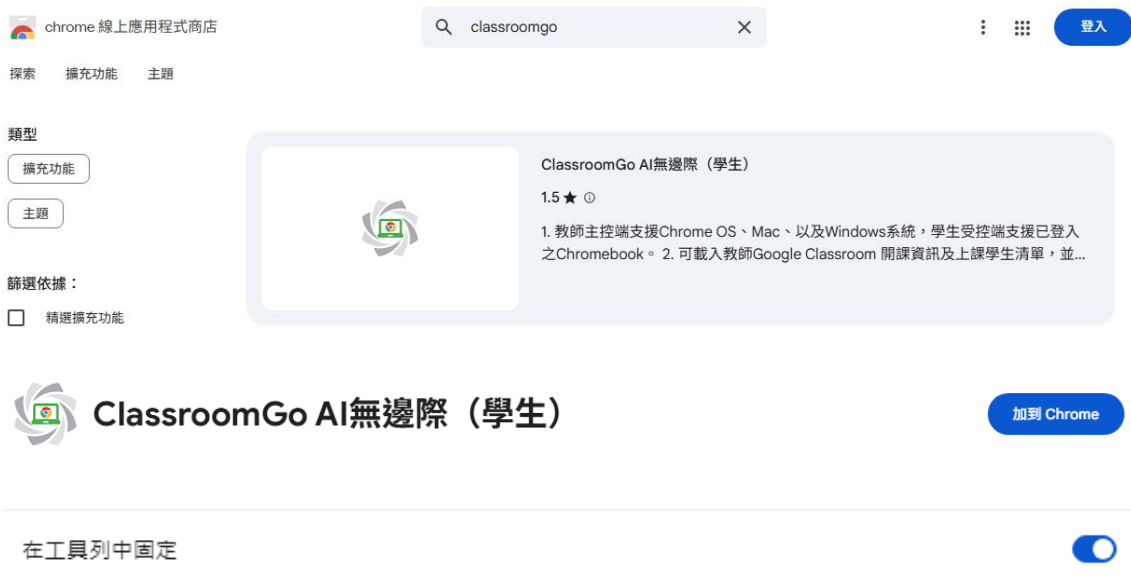 chrome 線上應用程式商店
classroomgo
登入
探索 擴充功能 主題
類型
擴充功能
主題
篩選依據：
精選擴充功能
ClassroomGo AI無邊際（學生）
1.5 ★
1. 教師主控端支援Chrome OS、Mac、以及Windows系統，學生受控端支援已登入
之Chromebook。 2. 可載入教師Google Classroom 開課資訊及上課學生清單，並...
ClassroomGo AI無邊際（學生）
加到 Chrome
在工具列中固定